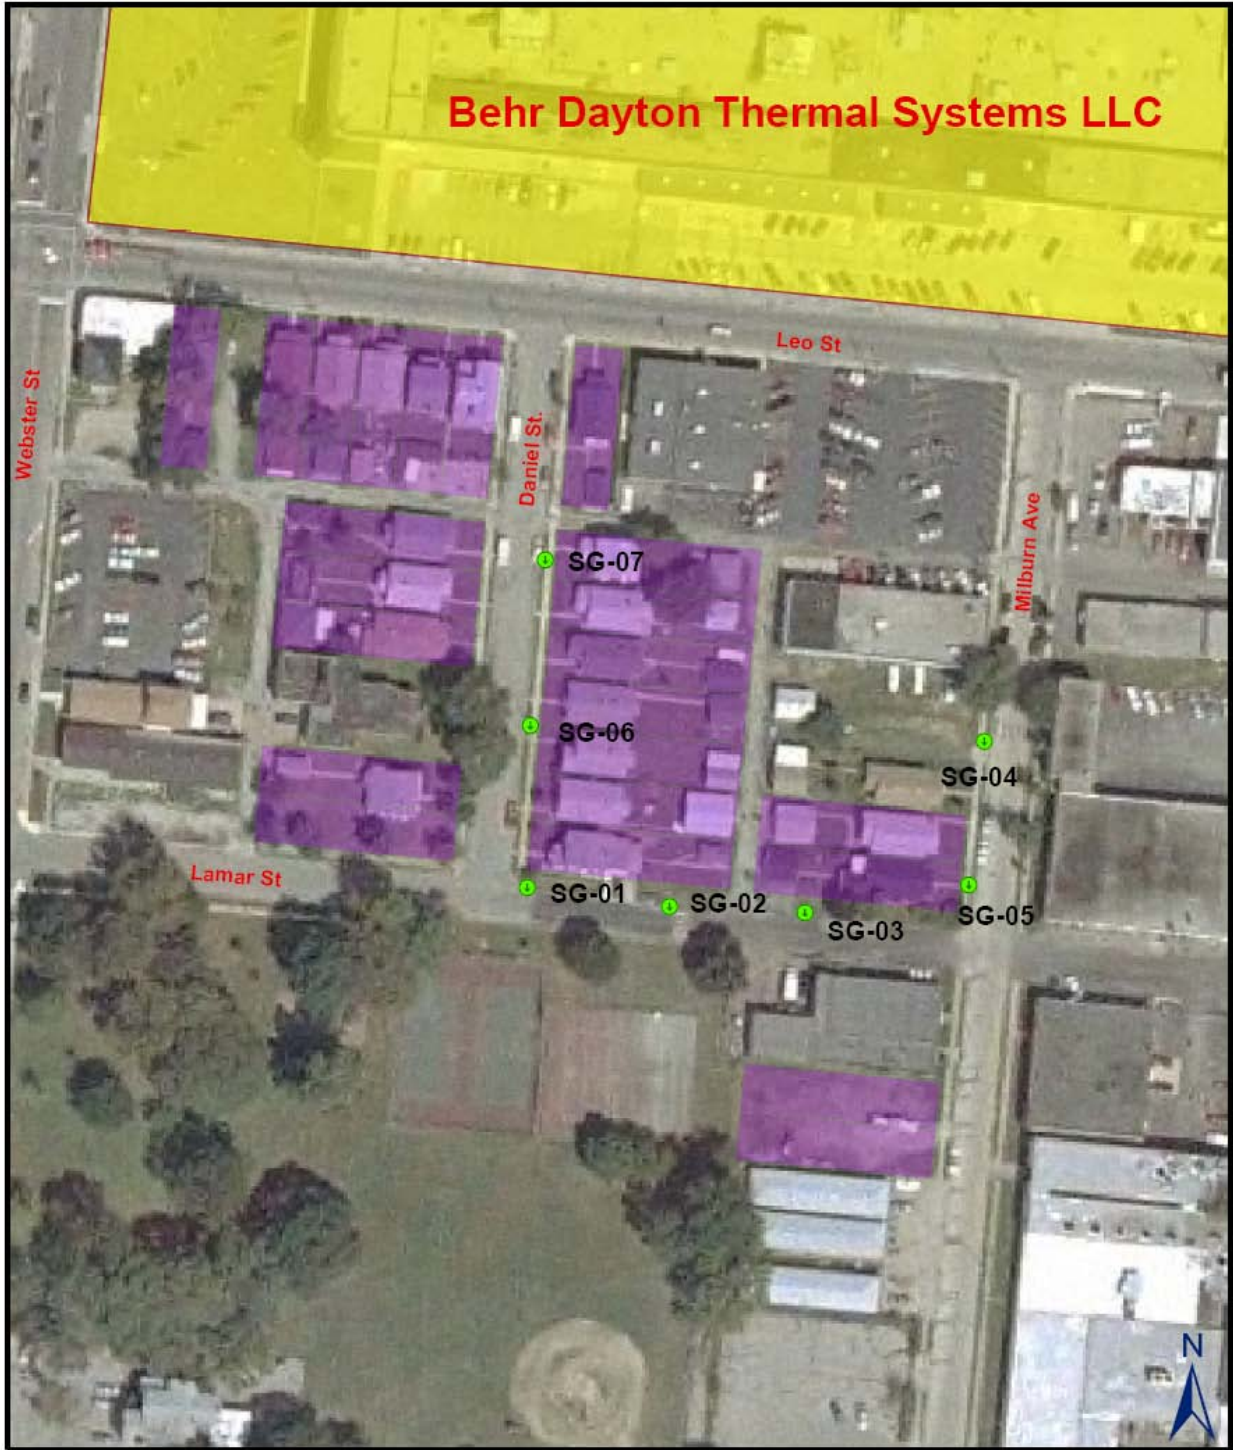 Behr Dayton Thermal Systems LLC
Leo St
Webster St
Daniel St.
Milburn Ave
SG-07
SG-06
SG-04
Lamar St
SG-01
SG-02
SG-05
SG-03
N